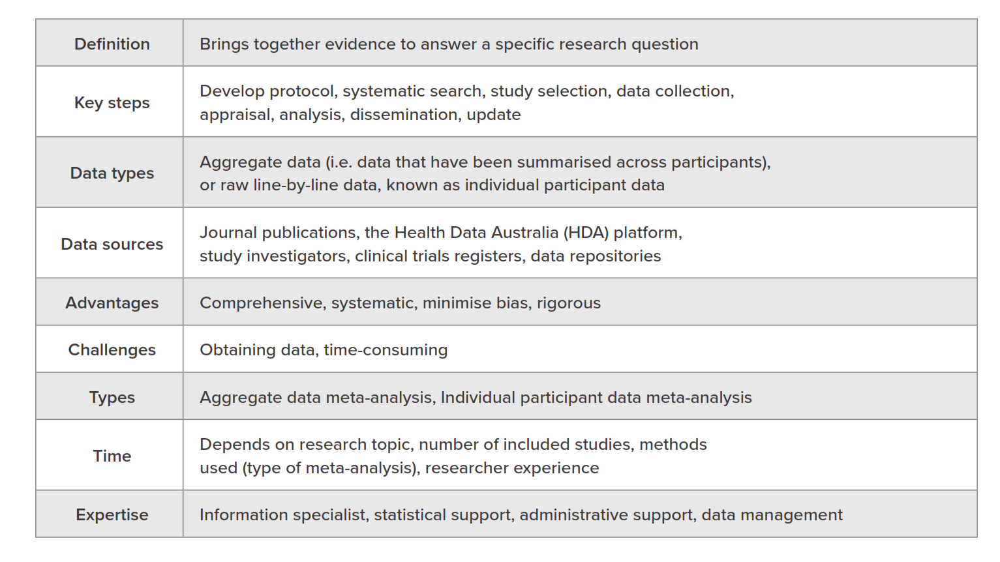 Definition
Brings together evidence to answer a specific research question
Key steps
Develop protocol, systematic search, study selection, data collection,
appraisal, analysis, dissemination, update
Data types
Aggregate data (i.e. data that have been summarised across participants),
or raw line-by-line data, known as individual participant data
Data sources
Journal publications, the Health Data Australia (HDA) platform,
study investigators, clinical trials registers, data repositories
Advantages
Comprehensive, systematic, minimise bias, rigorous
Challenges
Obtaining data, time-consuming
Types
Aggregate data meta-analysis, Individual participant data meta-analysis
Time
Depends on research topic, number of included studies, methods
used (type of meta-analysis), researcher experience
Expertise
Information specialist, statistical support, administrative support, data management